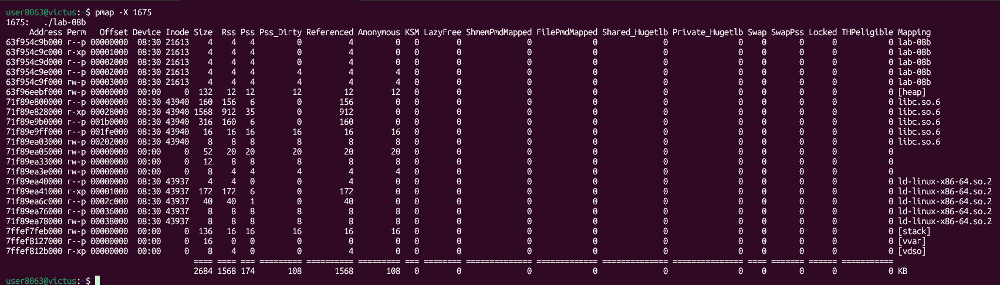 user8063@victus:~$ pmap -X 1675
1675:   ./lab-08b
     Address Perm   Offset Device Inode Size  Rss Pss Pss_Dirty Referenced Anonymous KSM LazyFree ShmemPmdMapped FilePmdMapped Shared_Hugetlb Private_Hugetlb Swap SwapPss Locked THPeligible Mapping
63f954c9b000 r--p 00000000  08:30 21613    4    4   4         0          4         0   0        0              0             0              0               0    0       0      0           0 lab-08b
63f954c9c000 r-xp 00001000  08:30 21613    4    4   4         0          4         0   0        0              0             0              0               0    0       0      0           0 lab-08b
63f954c9d000 r--p 00002000  08:30 21613    4    4   4         0          4         0   0        0              0             0              0               0    0       0      0           0 lab-08b
63f954c9e000 r--p 00002000  08:30 21613    4    4   4         4          4         4   0        0              0             0              0               0    0       0      0           0 lab-08b
63f954c9f000 rw-p 00003000  08:30 21613    4    4   4         4          4         4   0        0              0             0              0               0    0       0      0           0 lab-08b
63f96eebf000 rw-p 00000000  00:00     0  132   12  12        12         12        12   0        0              0             0              0               0    0       0      0           0 [heap]
71f89e800000 r--p 00000000  08:30 43940  160  156   6         0        156         0   0        0              0             0              0               0    0       0      0           0 libc.so.6
71f89e828000 r-xp 00028000  08:30 43940 1568  912  35         0        912         0   0        0              0             0              0               0    0       0      0           0 libc.so.6
71f89e9b0000 r--p 001b0000  08:30 43940  316  160   6         0        160         0   0        0              0             0              0               0    0       0      0           0 libc.so.6
71f89e9ff000 r--p 001fe000  08:30 43940   16   16  16        16         16        16   0        0              0             0              0               0    0       0      0           0 libc.so.6
71f89ea03000 rw-p 00202000  08:30 43940    8    8   8         8          8         8   0        0              0             0              0               0    0       0      0           0 libc.so.6
71f89ea05000 rw-p 00000000  00:00     0   52   20  20        20         20        20   0        0              0             0              0               0    0       0      0           0
71f89ea33000 rw-p 00000000  00:00     0   12    8   8         8          8         8   0        0              0             0              0               0    0       0      0           0
71f89ea3e000 rw-p 00000000  00:00     0    8    4   4         4          4         4   0        0              0             0              0               0    0       0      0           0
71f89ea40000 r--p 00000000  08:30 43937    4    4   0         0          4         0   0        0              0             0              0               0    0       0      0           0 ld-linux-x86-64.so.2
71f89ea41000 r-xp 00001000  08:30 43937  172  172   6         0        172         0   0        0              0             0              0               0    0       0      0           0 ld-linux-x86-64.so.2
71f89ea6c000 r--p 0002c000  08:30 43937   40   40   1         0         40         0   0        0              0             0              0               0    0       0      0           0 ld-linux-x86-64.so.2
71f89ea76000 r--p 00036000  08:30 43937    8    8   8         8          8         8   0        0              0             0              0               0    0       0      0           0 ld-linux-x86-64.so.2
71f89ea78000 rw-p 00038000  08:30 43937    8    8   8         8          8         8   0        0              0             0              0               0    0       0      0           0 ld-linux-x86-64.so.2
7ffef7feb000 rw-p 00000000  00:00     0  136   16  16        16         16        16   0        0              0             0              0               0    0       0      0           0 [stack]
7ffef8127000 r--p 00000000  00:00     0   16    0   0         0          0         0   0        0              0             0              0               0    0       0      0           0 [vvar]
7ffef812b000 r-xp 00000000  00:00     0    8    4   0         0          4         0   0        0              0             0              0               0    0       0      0           0 [vdso]
                                        ==== ==== === ========= ========== ========= === ======== ============== ============= ============== =============== ==== ======= ====== ===========
                                        2684 1568 174       108       1568       108   0        0              0             0              0               0    0       0      0           0 KB
user8063@victus:~$